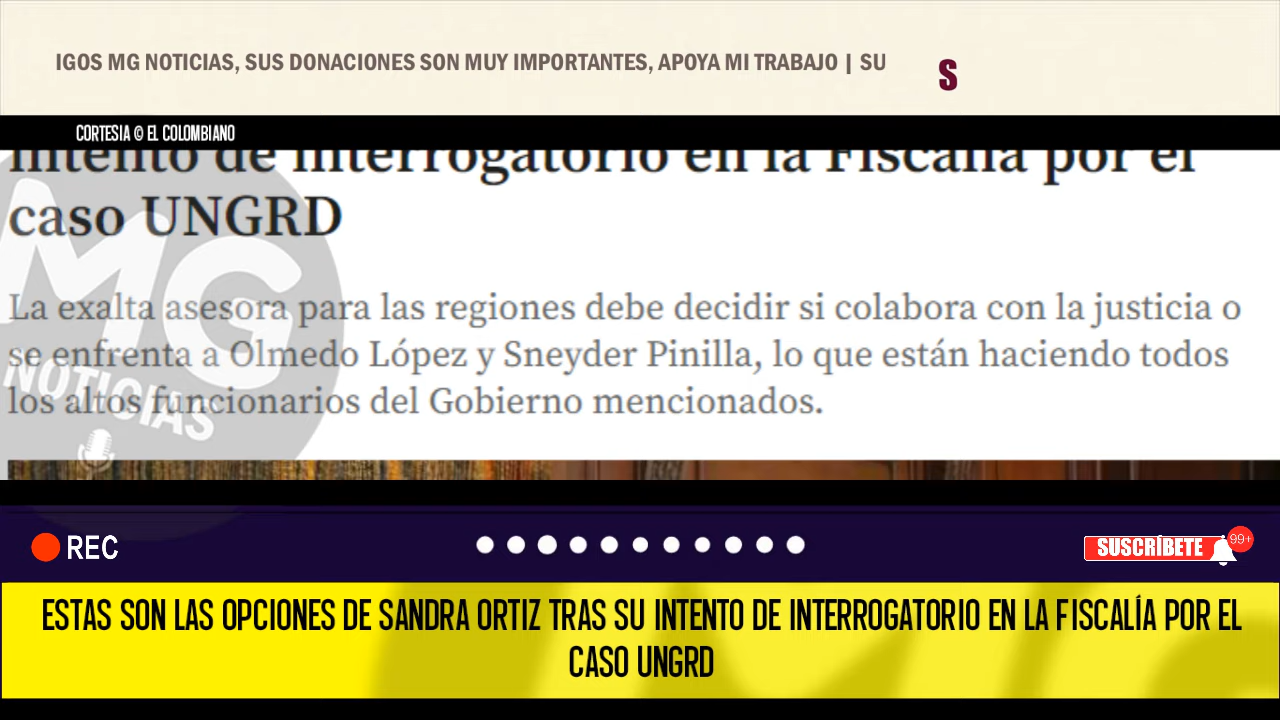 IGOS MG NOTICIAS, SUS DONACIONES SON MUY IMPORTANTES, APOYA MI TRABAJO | SU
S
CORTESIA © EL COLOMBIANO
intento de interrogatorio en la Fiscalía por el
caso UNGRD
La exalta asesora para las regiones debe decidir si colabora con la justicia o
se enfrenta a Olmedo López y Sneyder Pinilla, lo que están haciendo todos
los altos funcionarios del Gobierno mencionados.
MG
NOTICIAS
REC
SUSCRÍBETE
99+
ESTAS SON LAS OPCIONES DE SANDRA ORTIZ TRAS SU INTENTO DE INTERROGATORIO EN LA FISCALÍA POR EL
CASO UNGRD